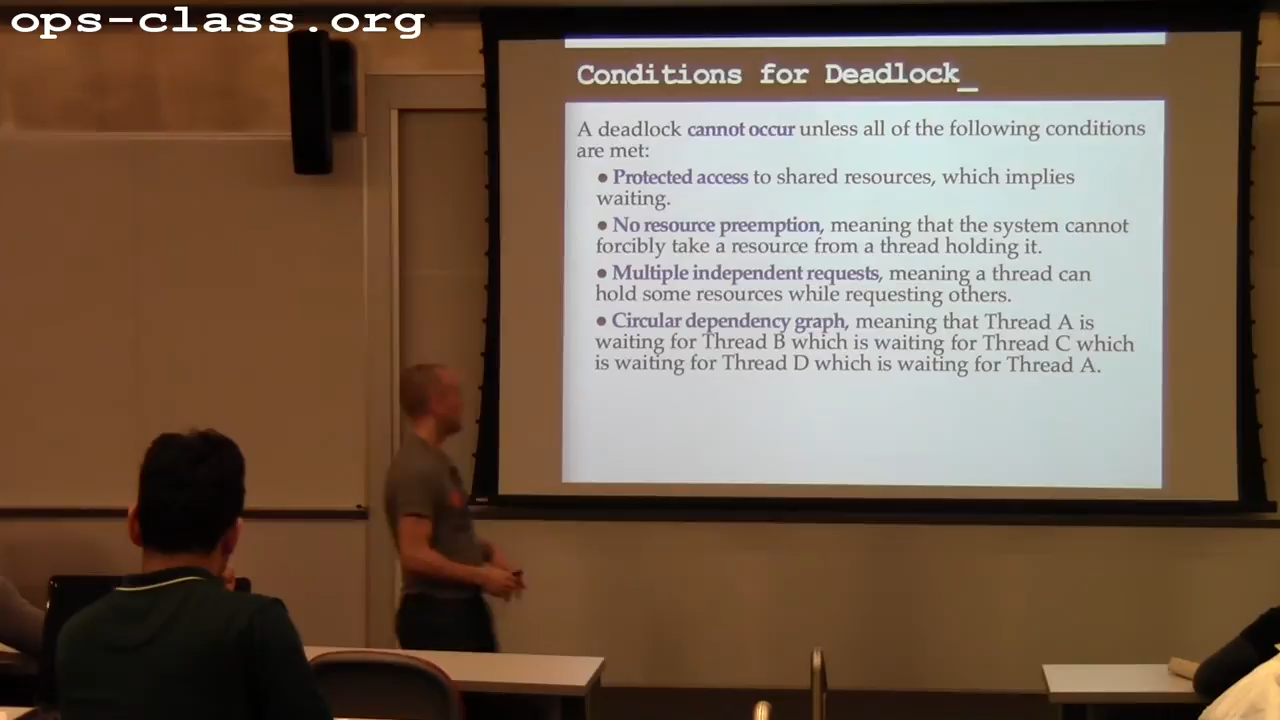 ops-class.org
Conditions for Deadlock_
A deadlock cannot occur unless all of the following conditions
are met:
● Protected access to shared resources, which implies
waiting.
● No resource preemption, meaning that the system cannot
forcibly take a resource from a thread holding it.
● Multiple independent requests, meaning a thread can
hold some resources while requesting others.
● Circular dependency graph, meaning that Thread A is
waiting for Thread B which is waiting for Thread C which
is waiting for Thread D which is waiting for Thread A.